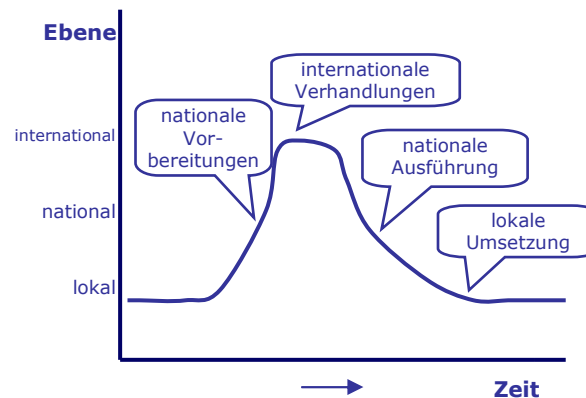 Ebene
internationale
Verhandlungen
nationale
Vor-
bereitungen
international
nationale
Ausführung
national
lokale
Umsetzung
lokal
Zeit